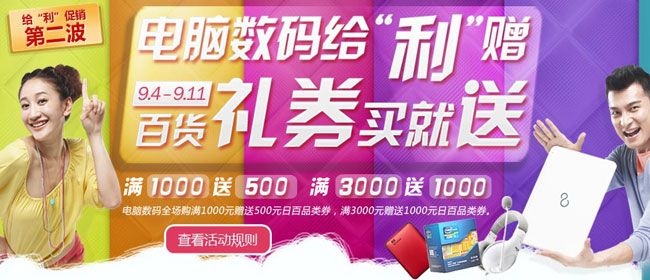 给“利”促销
第二波
电脑数码给“利”赠
9.4-9.11
百货礼券买就送
满1000送500 满3000送1000
电脑数码全场购满1000元赠送500元日百品类券，满3000元赠送1000元日百品类券。
查看活动规则